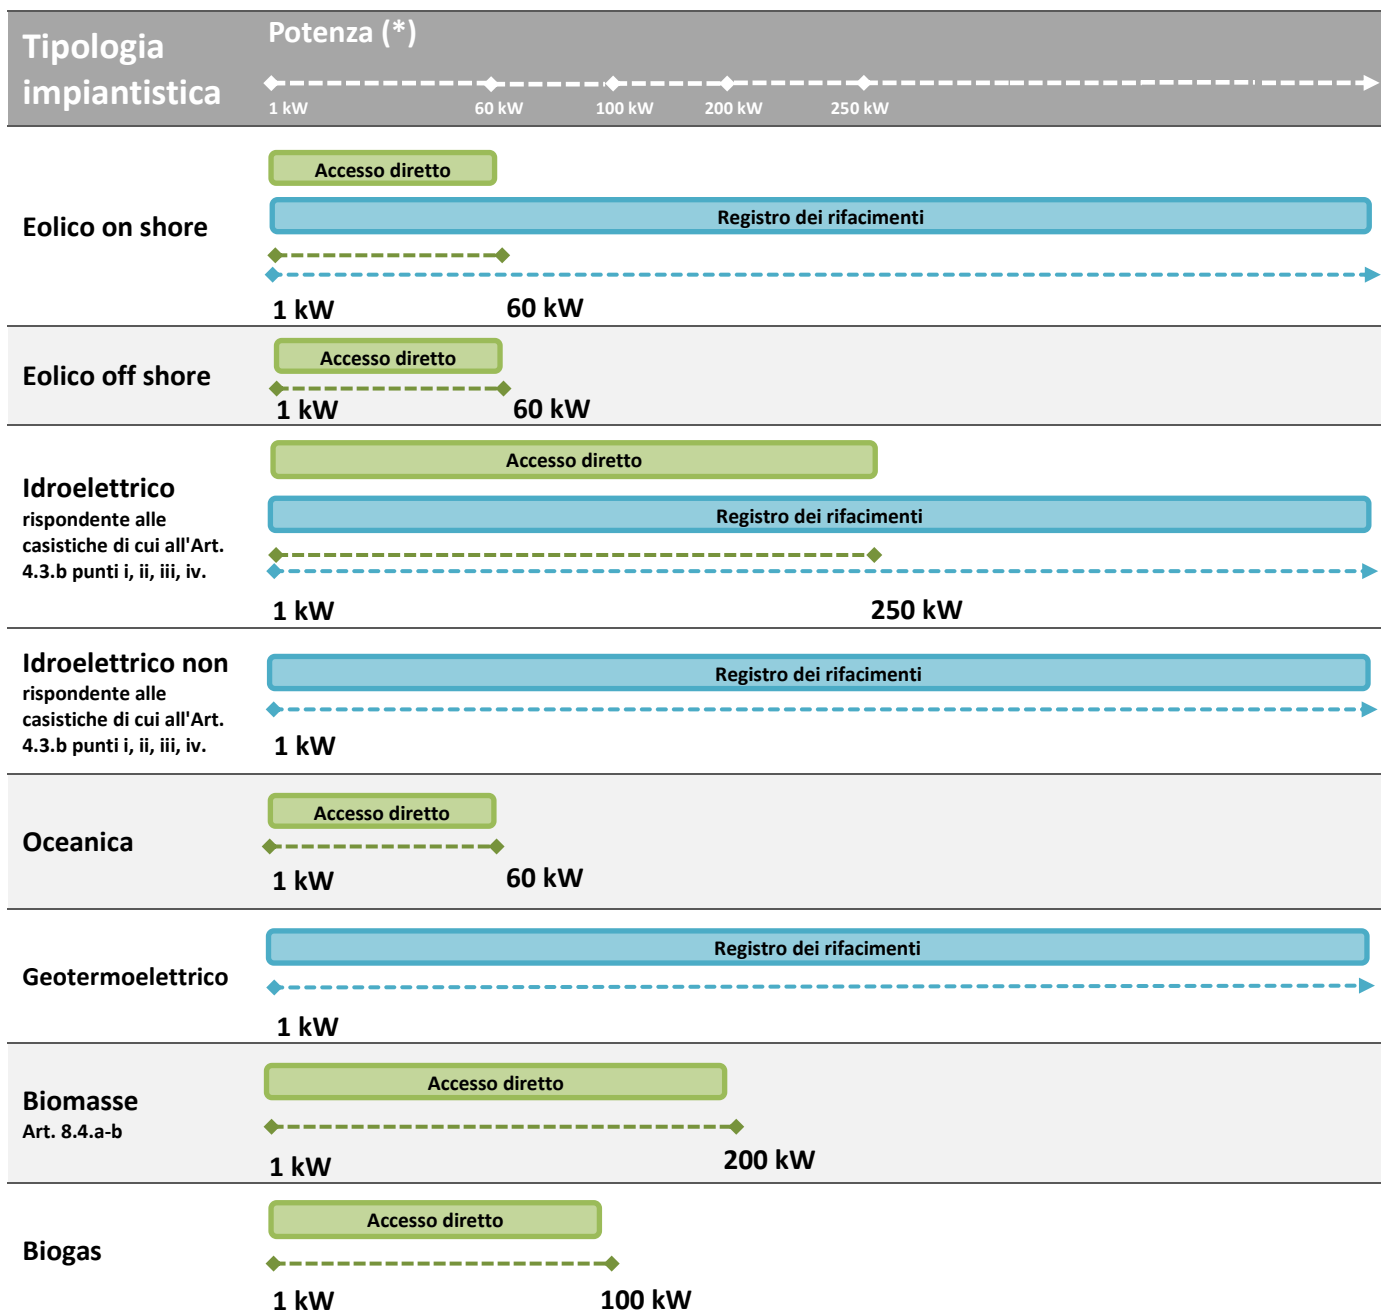 Tipologia
impiantistica
Potenza (*)
1 kW
60 kW
100 kW
200 kW
250 kW
Eolico on shore
Accesso diretto
Registro dei rifacimenti
1 kW
60 kW
Eolico off shore
Accesso diretto
1 kW
60 kW
Idroelettrico
rispondente alle
casistiche di cui all'Art.
4.3.b punti i, ii, iii, iv.
Accesso diretto
Registro dei rifacimenti
1 kW
250 kW
Idroelettrico non
rispondente alle
casistiche di cui all'Art.
4.3.b punti i, ii, iii, iv.
Registro dei rifacimenti
1 kW
Oceanica
Accesso diretto
1 kW
60 kW
Geotermoelettrico
Registro dei rifacimenti
1 kW
Biomasse
Art. 8.4.a-b
Accesso diretto
1 kW
200 kW
Biogas
Accesso diretto
1 kW
100 kW